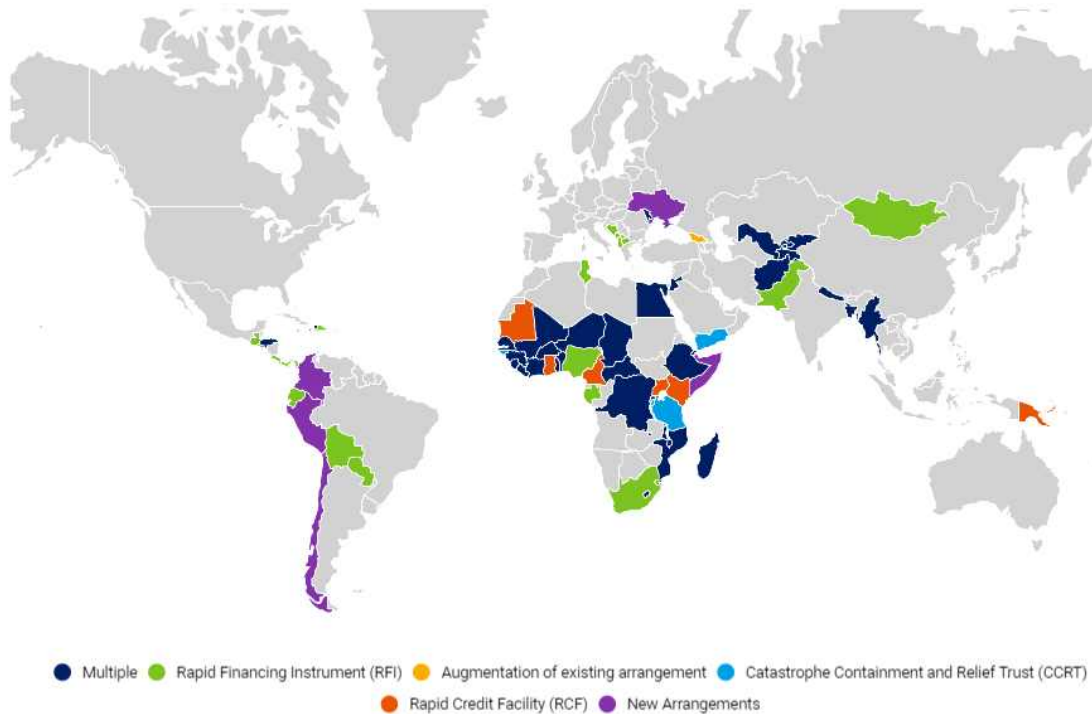 Multiple Rapid Financing Instrument (RFI) Augmentation of existing arrangement Catastrophe Containment and Relief Trust (CCRT)
Rapid Credit Facility (RCF) New Arrangements